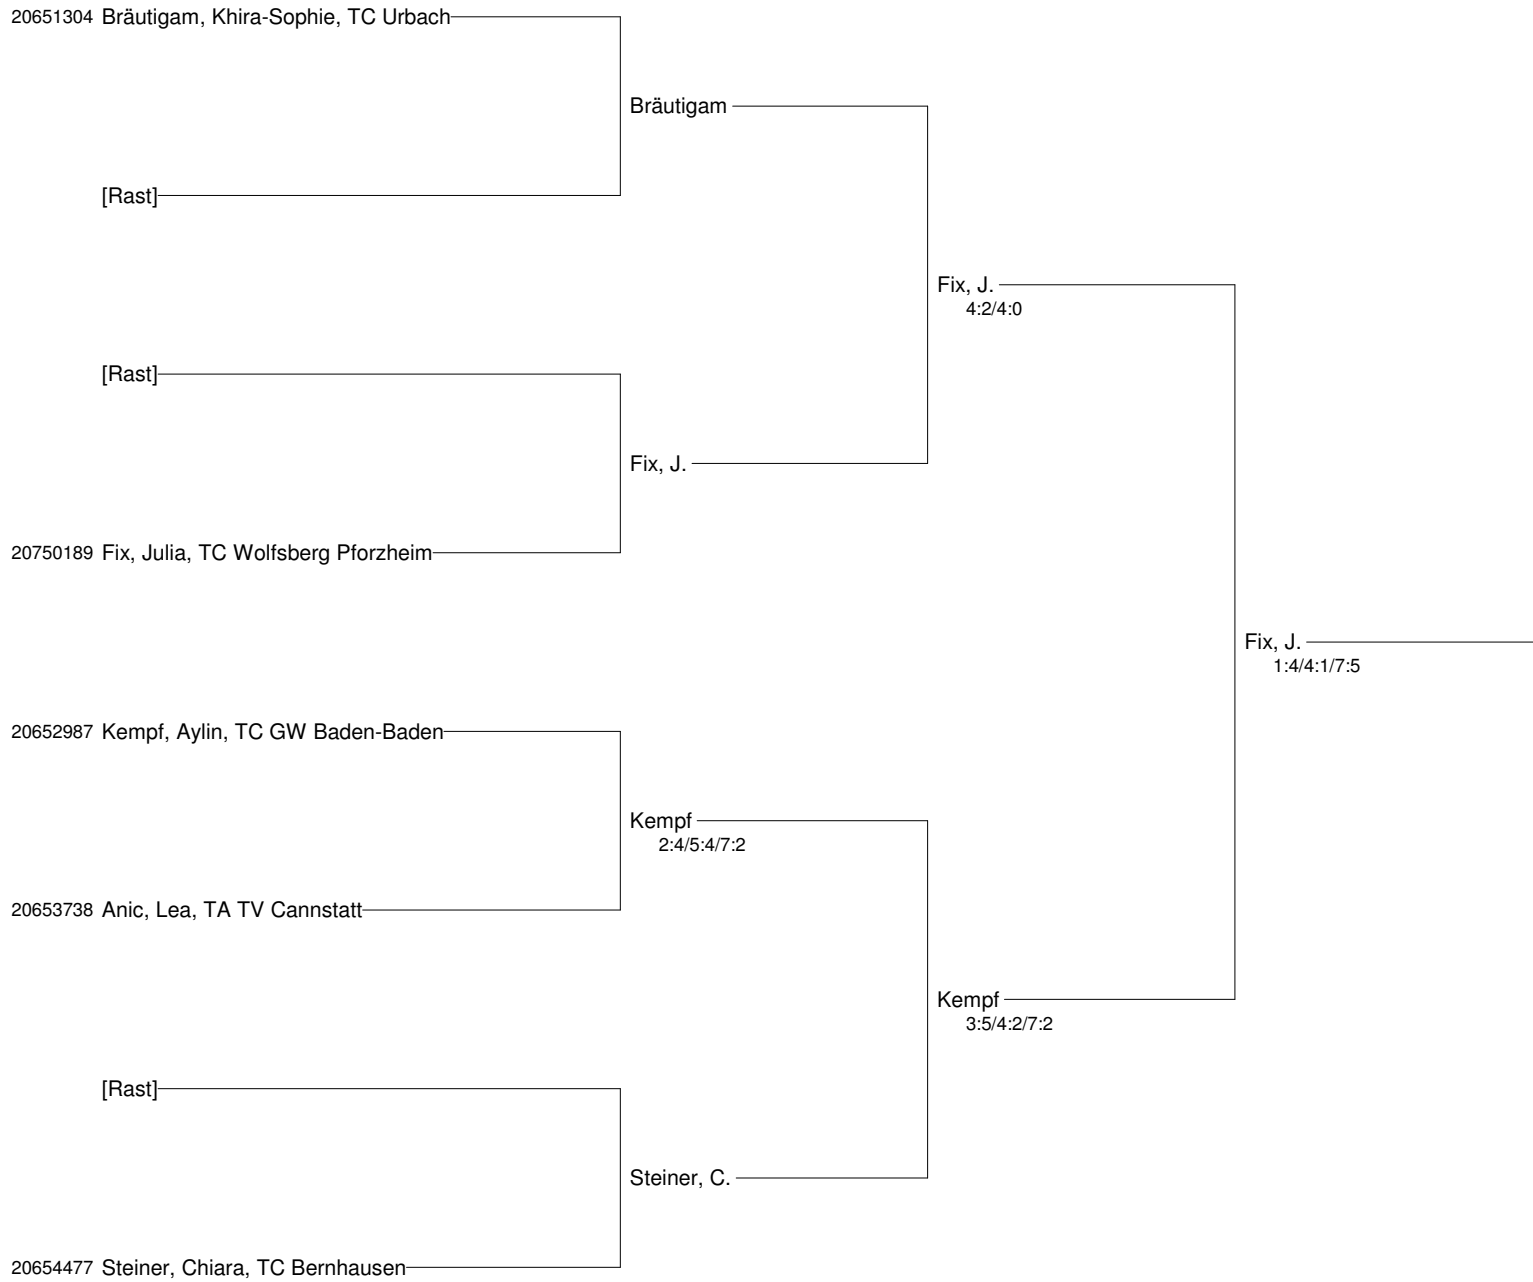 20651304 Bräutigam, Khira-Sophie, TC Urbach
Bräutigam
[Rast]
Fix, J.
4:2/4:0
[Rast]
Fix, J.
20750189 Fix, Julia, TC Wolfsberg Pforzheim
Fix, J.
1:4/4:1/7:5
20652987 Kempf, Aylin, TC GW Baden-Baden
Kempf
2:4/5:4/7:2
20653738 Anic, Lea, TA TV Cannstatt
Kempf
3:5/4:2/7:2
[Rast]
Steiner, C.
20654477 Steiner, Chiara, TC Bernhausen